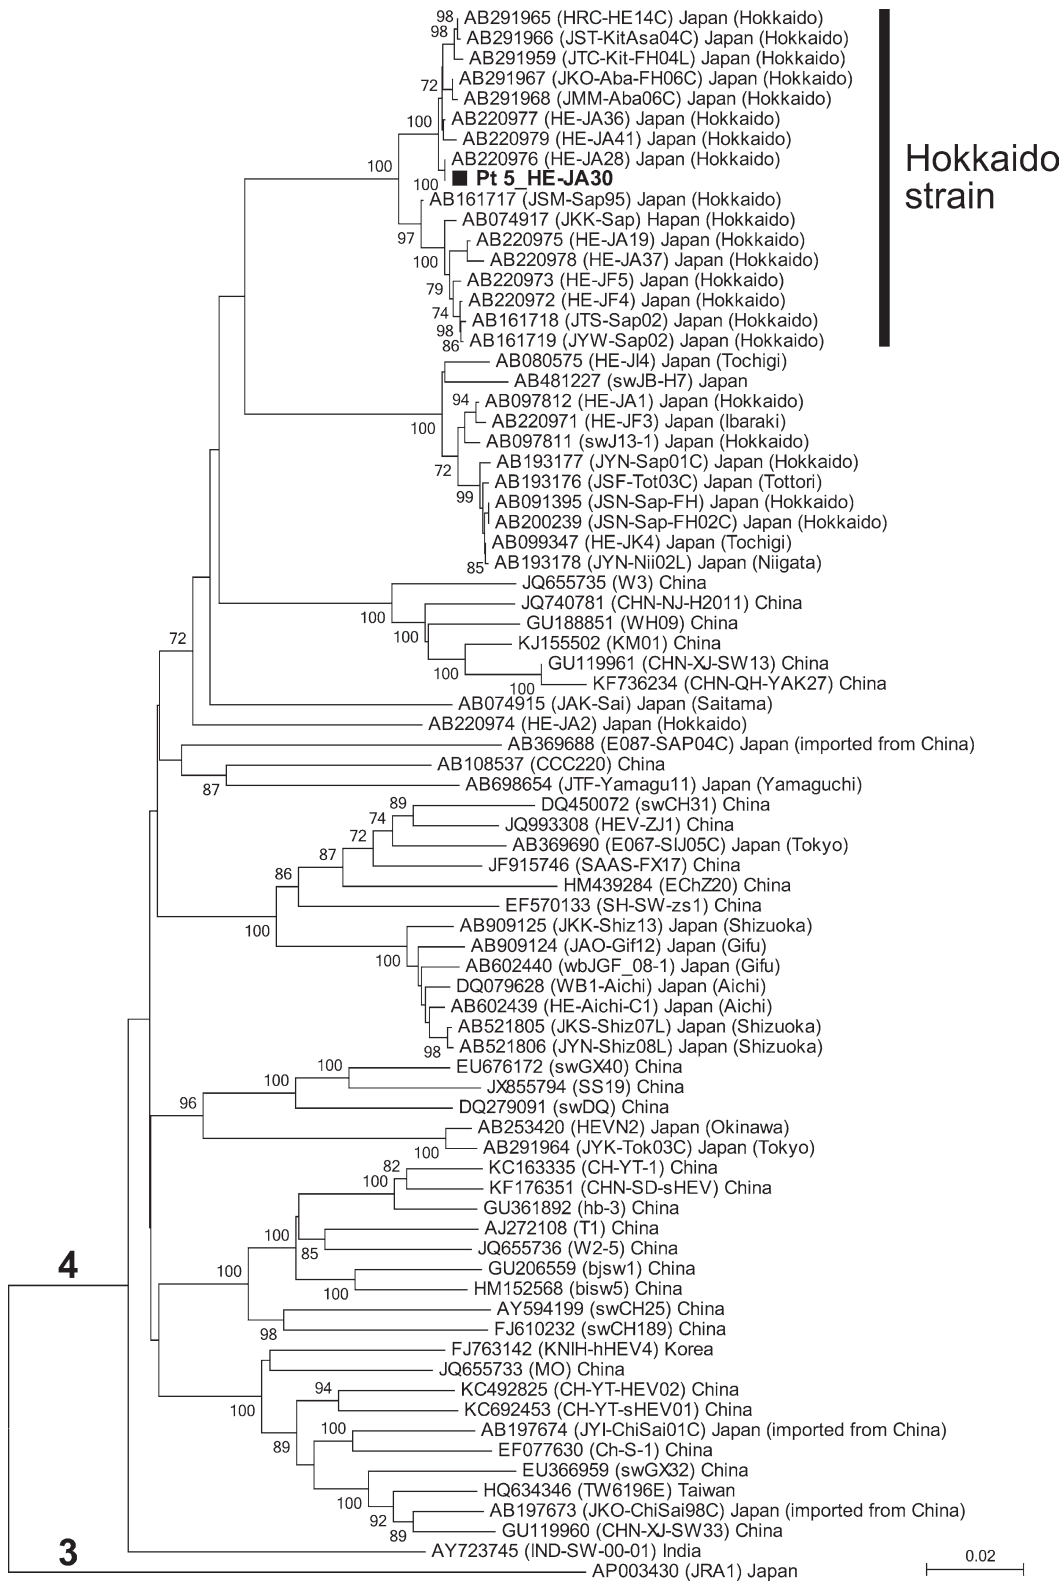 98 AB291965 (HRC-HE14C) Japan (Hokkaido)
98 AB291966 (JST-KitAsa04C) Japan (Hokkaido)
AB291959 (JTC-Kit-FH04L) Japan (Hokkaido)
AB291967 (JKO-Aba-FH06C) Japan (Hokkaido)
72
AB291968 (JMM-Aba06C) Japan (Hokkaido)
100 AB220977 (HE-JA36) Japan (Hokkaido)
AB220979 (HE-JA41) Japan (Hokkaido)
100 AB220976 (HE-JA28) Japan (Hokkaido)
100 ■ Pt 5_HE-JA30
Hokkaido
strain
AB161717 (JSM-Sap95) Japan (Hokkaido)
AB074917 (JKK-Sap) Hapan (Hokkaido)
97 AB220975 (HE-JA19) Japan (Hokkaido)
100 AB220978 (HE-JA37) Japan (Hokkaido)
79 AB220973 (HE-JF5) Japan (Hokkaido)
AB220972 (HE-JF4) Japan (Hokkaido)
74 AB161718 (JTS-Sap02) Japan (Hokkaido)
98
86 AB161719 (JYW-Sap02) Japan (Hokkaido)
AB080575 (HE-JI4) Japan (Tochigi)
AB481227 (swJB-H7) Japan
94 AB097812 (HE-JA1) Japan (Hokkaido)
AB220971 (HE-JF3) Japan (Ibaraki)
100
AB097811 (swJ13-1) Japan (Hokkaido)
72 AB193177 (JYN-Sap01C) Japan (Hokkaido)
AB193176 (JSF-Tot03C) Japan (Tottori)
99 AB091395 (JSN-Sap-FH) Japan (Hokkaido)
AB200239 (JSN-Sap-FH02C) Japan (Hokkaido)
AB099347 (HE-JK4) Japan (Tochigi)
85 AB193178 (JYN-Nii02L) Japan (Niigata)
JQ655735 (W3) China
JQ740781 (CHN-NJ-H2011) China
100
GU188851 (WH09) China
100
72 KJ155502 (KM01) China
GU119961 (CHN-XJ-SW13) China
100
100 KF736234 (CHN-QH-YAK27) China
AB074915 (JAK-Sai) Japan (Saitama)
AB220974 (HE-JA2) Japan (Hokkaido)
AB369688 (E087-SAP04C) Japan (imported from China)
AB108537 (CCC220) China
87 AB698654 (JTF-Yamagu11) Japan (Yamaguchi)
89 DQ450072 (swCH31) China
74 JQ993308 (HEV-ZJ1) China
72 AB369690 (E067-SIJ05C) Japan (Tokyo)
87 JF915746 (SAAS-FX17) China
86 HM439284 (EChZ20) China
EF570133 (SH-SW-zs1) China
100 AB909125 (JKK-Shiz13) Japan (Shizuoka)
AB909124 (JAO-Gif12) Japan (Gifu)
100 AB602440 (wbJGF_08-1) Japan (Gifu)
DQ079628 (WB1-Aichi) Japan (Aichi)
AB602439 (HE-Aichi-C1) Japan (Aichi)
AB521805 (JKS-Shiz07L) Japan (Shizuoka)
98 AB521806 (JYN-Shiz08L) Japan (Shizuoka)
100 EU676172 (swGX40) China
100 JX855794 (SS19) China
96 DQ279091 (swDQ) China
AB253420 (HEVN2) Japan (Okinawa)
100 AB291964 (JYK-Tok03C) Japan (Tokyo)
82 KC163335 (CH-YT-1) China
100 KF176351 (CHN-SD-sHEV) China
GU361892 (hb-3) China
100 AJ272108 (T1) China
85 JQ655736 (W2-5) China
4
100 GU206559 (bjsw1) China
100 HM152568 (bisw5) China
AY594199 (swCH25) China
98 FJ610232 (swCH189) China
FJ763142 (KNIH-hHEV4) Korea
JQ655733 (MO) China
94 KC492825 (CH-YT-HEV02) China
100 KC692453 (CH-YT-sHEV01) China
100 AB197674 (JYI-ChiSai01C) Japan (imported from China)
89 EF077630 (Ch-S-1) China
EU366959 (swGX32) China
HQ634346 (TW6196E) Taiwan
100 AB197673 (JKO-ChiSai98C) Japan (imported from China)
92
89 GU119960 (CHN-XJ-SW33) China
3 AY723745 (IND-SW-00-01) India
AP003430 (JRA1) Japan
0.02